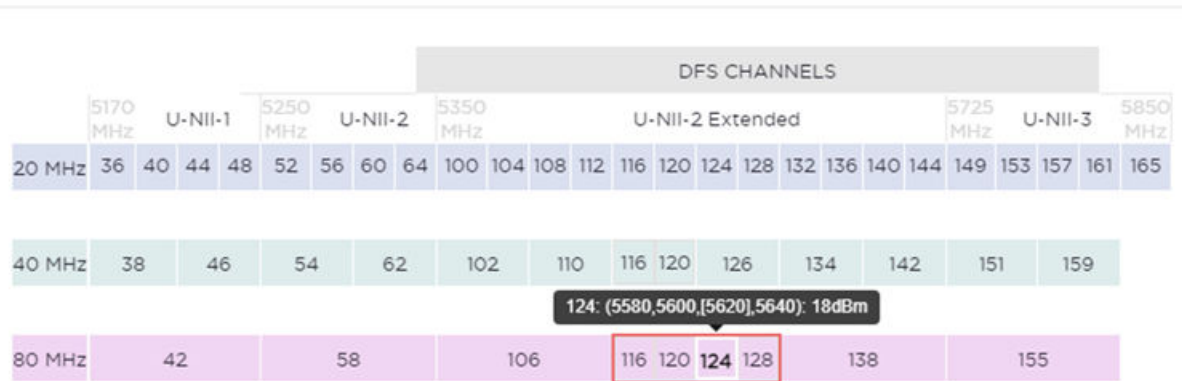 DFS CHANNELS
5170 MHz U-NII-1 5250 MHz U-NII-2 5350 MHz U-NII-2 Extended 5725 MHz U-NII-3 5850 MHz
20 MHz 36 40 44 48 52 56 60 64 100 104 108 112 116 120 124 128 132 136 140 144 149 153 157 161 165
40 MHz 38 46 54 62 102 110 116 120 126 134 142 151 159
124: (5580,5600,[5620],5640): 18dBm
80 MHz 42 58 106 116 120 124 128 138 155